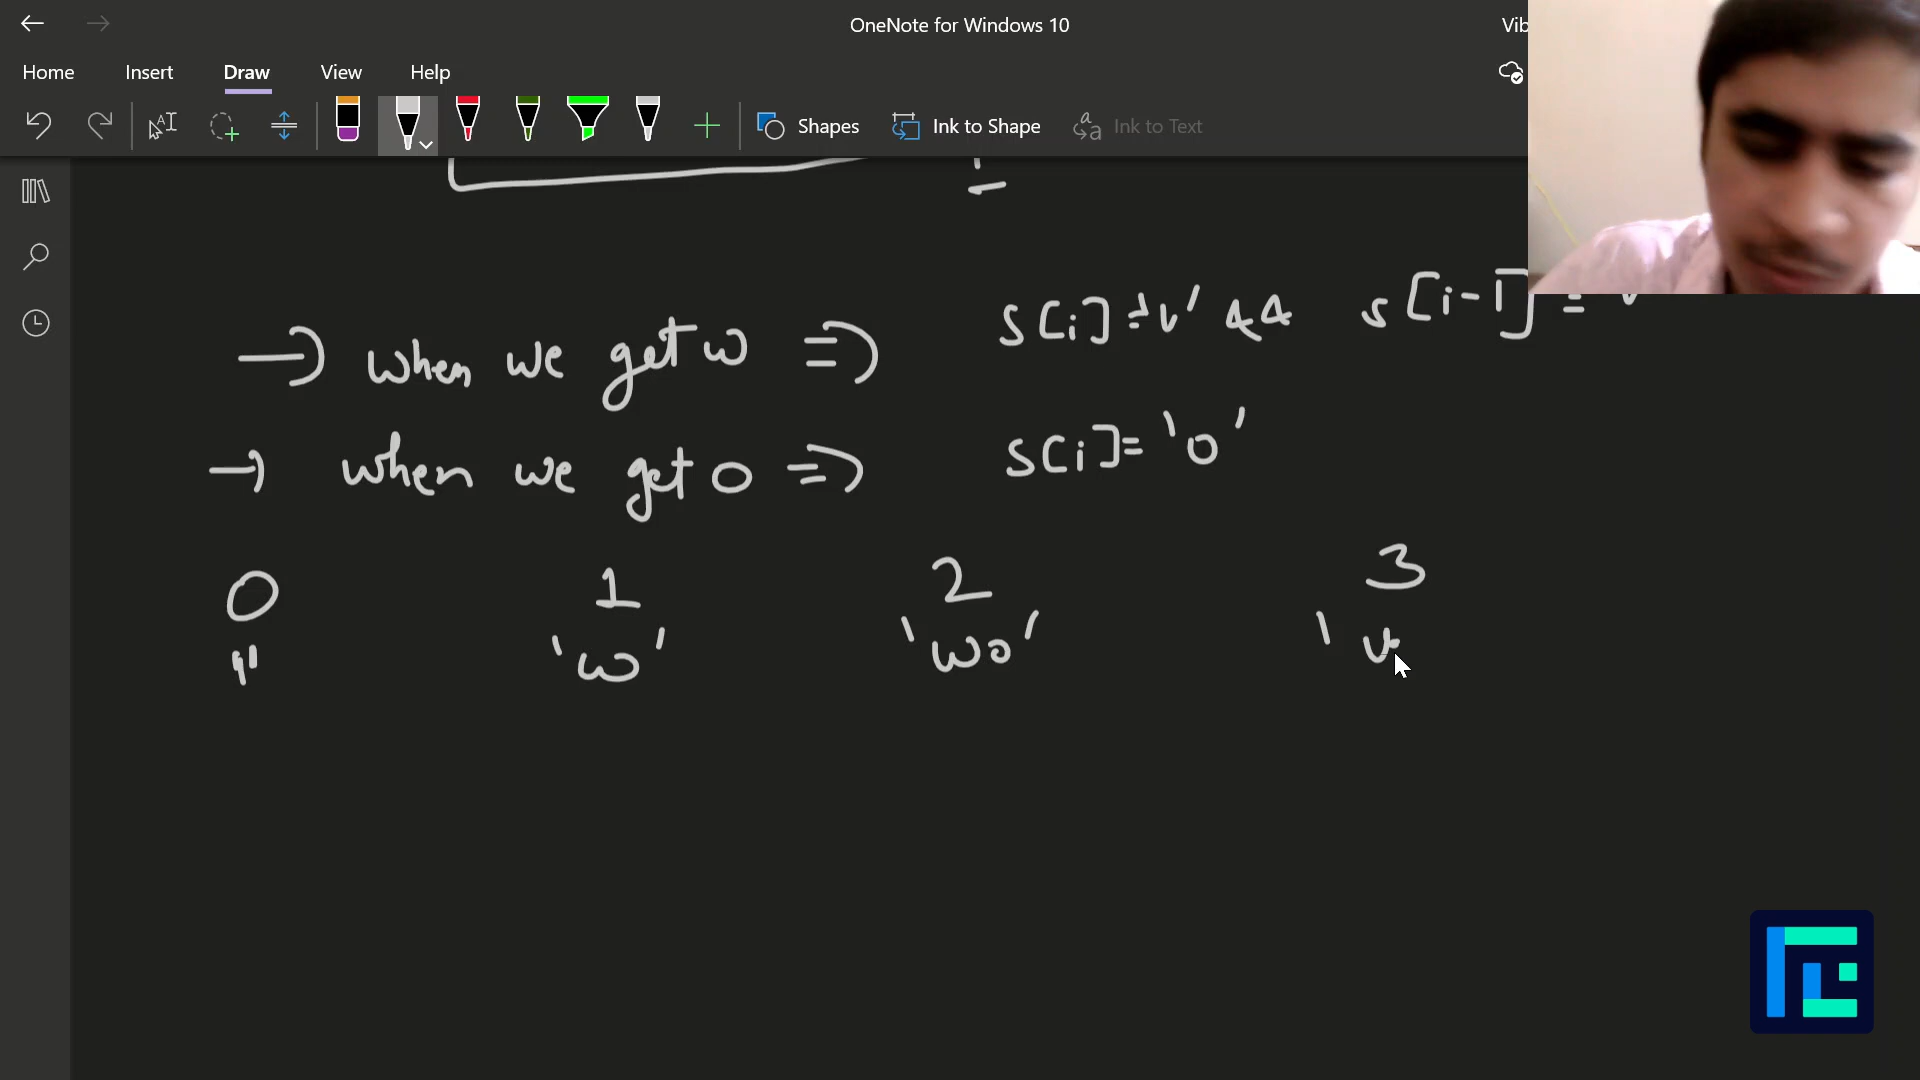 OneNote for Windows 10
Vib
Home Insert Draw View Help
Shapes Ink to Shape Ink to Text
→ when we get w ⇒ s[i]='v' && s[i-1] =
→ when we get o ⇒ s[i]='o'
0 1 2 3
'' 'w' 'wo' '